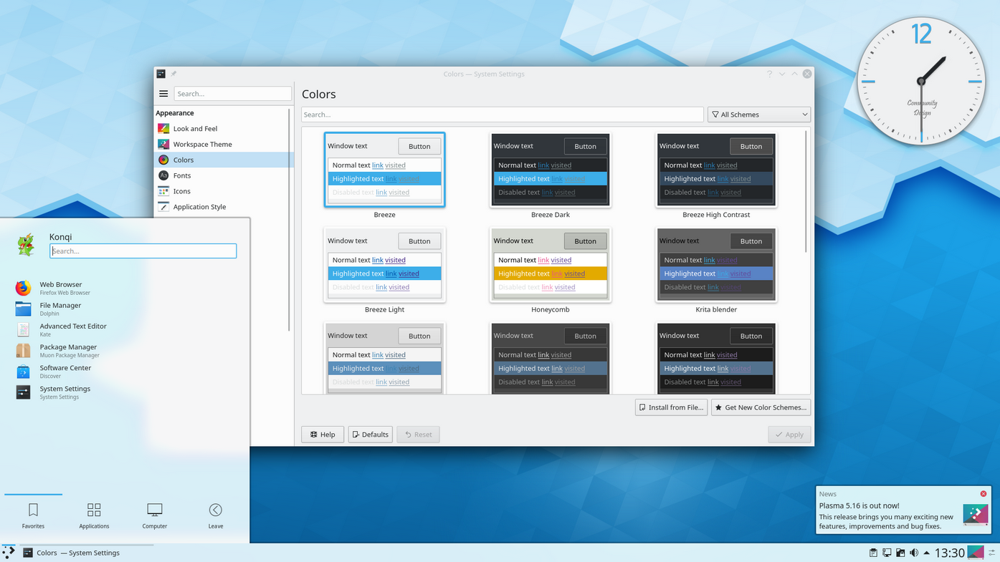 12
Community
Design
Colors — System Settings
Search...
Appearance
Look and Feel
Workspace Theme
Colors
Fonts
Icons
Application Style
Colors
Search...
All Schemes
Window text
Button
Normal text link visited
Highlighted text link visited
Disabled text link visited
Breeze
Window text
Button
Normal text link visited
Highlighted text link visited
Disabled text link visited
Breeze Dark
Window text
Button
Normal text link visited
Highlighted text link visited
Disabled text link visited
Breeze High Contrast
Window text
Button
Normal text link visited
Highlighted text link visited
Disabled text link visited
Breeze Light
Window text
Button
Normal text link visited
Highlighted text link visited
Disabled text link visited
Honeycomb
Window text
Button
Normal text link visited
Highlighted text link visited
Disabled text link visited
Krita blender
Window text
Button
Normal text link visited
Highlighted text link visited
Disabled text link visited
Window text
Button
Normal text link visited
Highlighted text link visited
Disabled text link visited
Window text
Button
Normal text link visited
Highlighted text link visited
Disabled text link visited
Install from File...
Get New Color Schemes...
Help
Defaults
Reset
Apply
Konqi
Search...
Web Browser
Firefox Web Browser
File Manager
Dolphin
Advanced Text Editor
Kate
Package Manager
Muon Package Manager
Software Center
Discover
System Settings
System Settings
Favorites
Applications
Computer
Leave
News
Plasma 5.16 is out now!
This release brings you many exciting new
features, improvements and bug fixes.
Colors — System Settings
13:30